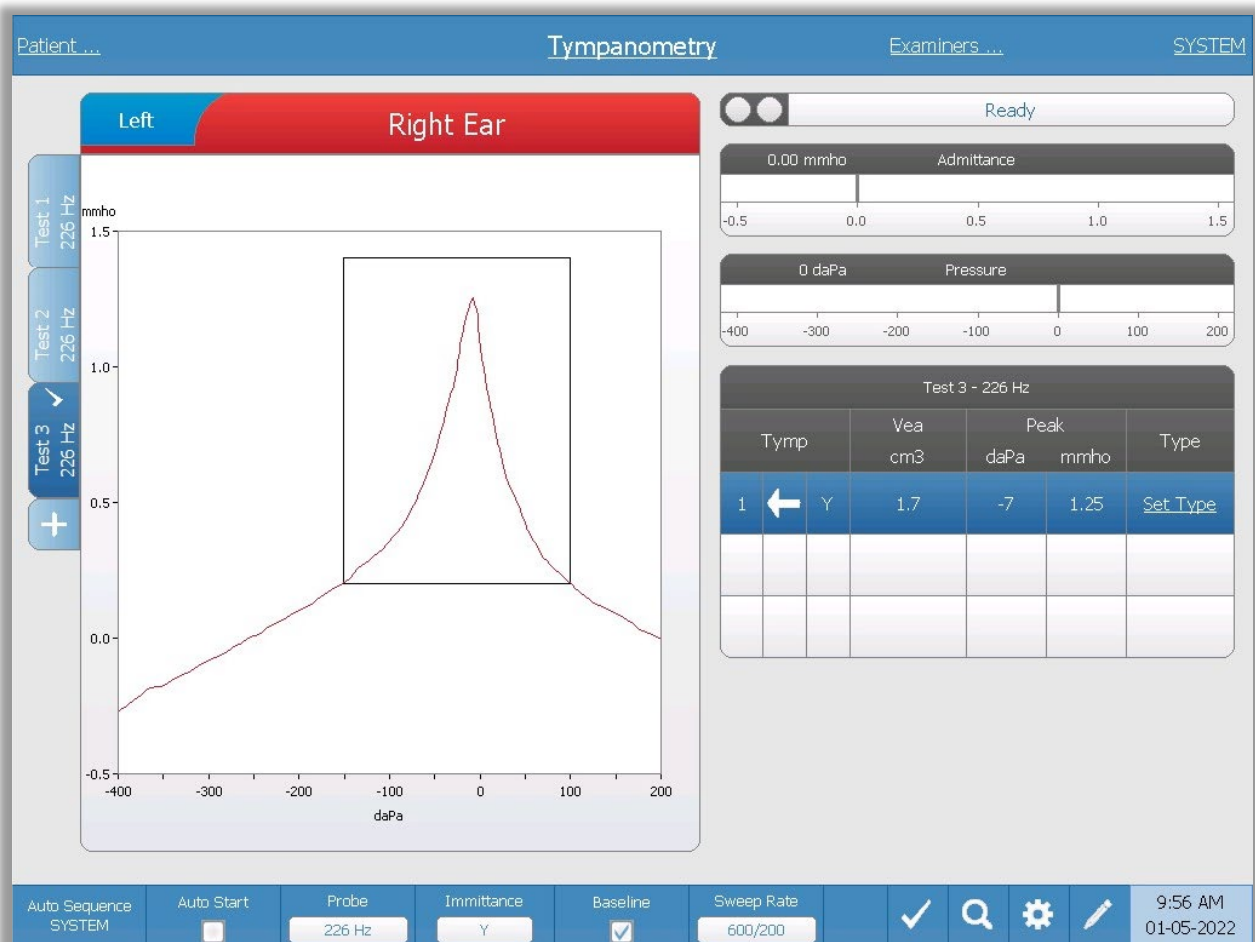 Patient ...
Tympanometry
Examiners ...
SYSTEM
Left
Right Ear
Test 1
226 Hz
Test 2
226 Hz
Test 3
226 Hz
mmho
1.5
1.0
0.5
0.0
-0.5
-400 -300 -200 -100 0 100 200
daPa
Ready
0.00 mmho Admittance
-0.5 0.0 0.5 1.0 1.5
0 daPa Pressure
-400 -300 -200 -100 0 100 200
Test 3 - 226 Hz
Tymp
Vea
cm3
Peak
daPa mmho
Type
1 Y 1.7 -7 1.25 Set Type
Auto Sequence
SYSTEM
Auto Start
Probe
226 Hz
Immittance
Y
Baseline
Sweep Rate
600/200
9:56 AM
01-05-2022